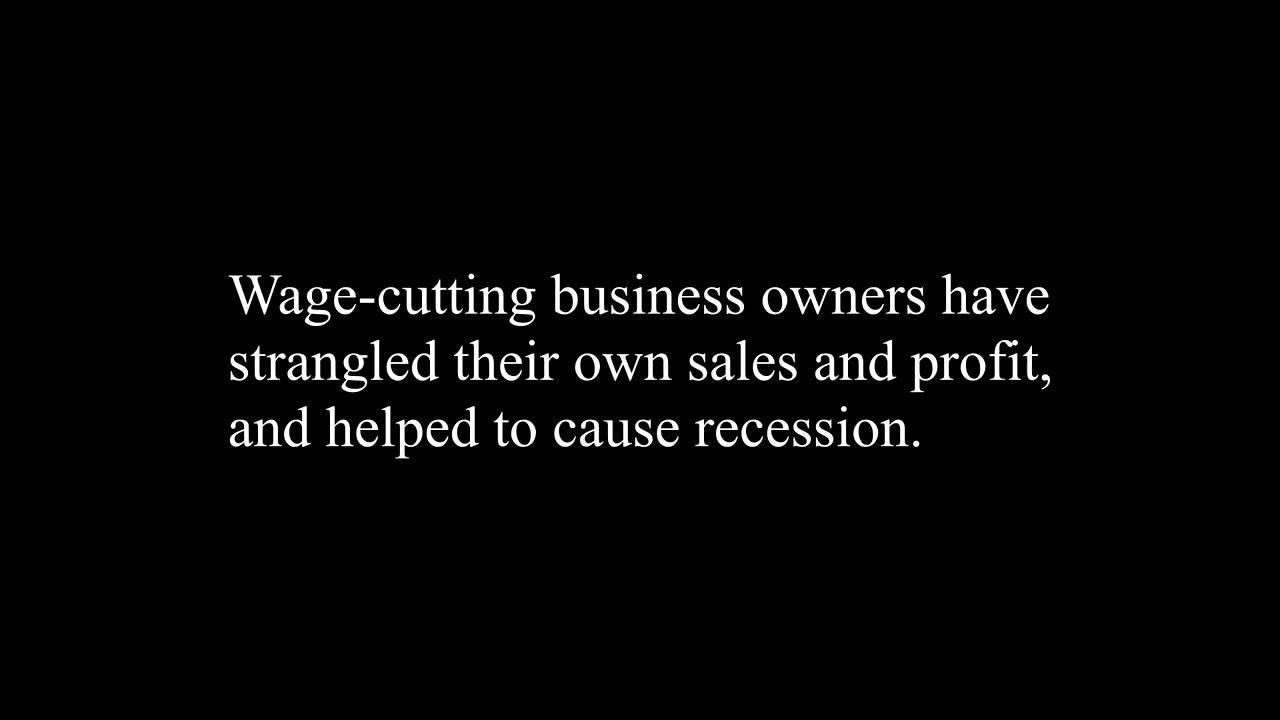 Wage-cutting business owners have
strangled their own sales and profit,
and helped to cause recession.